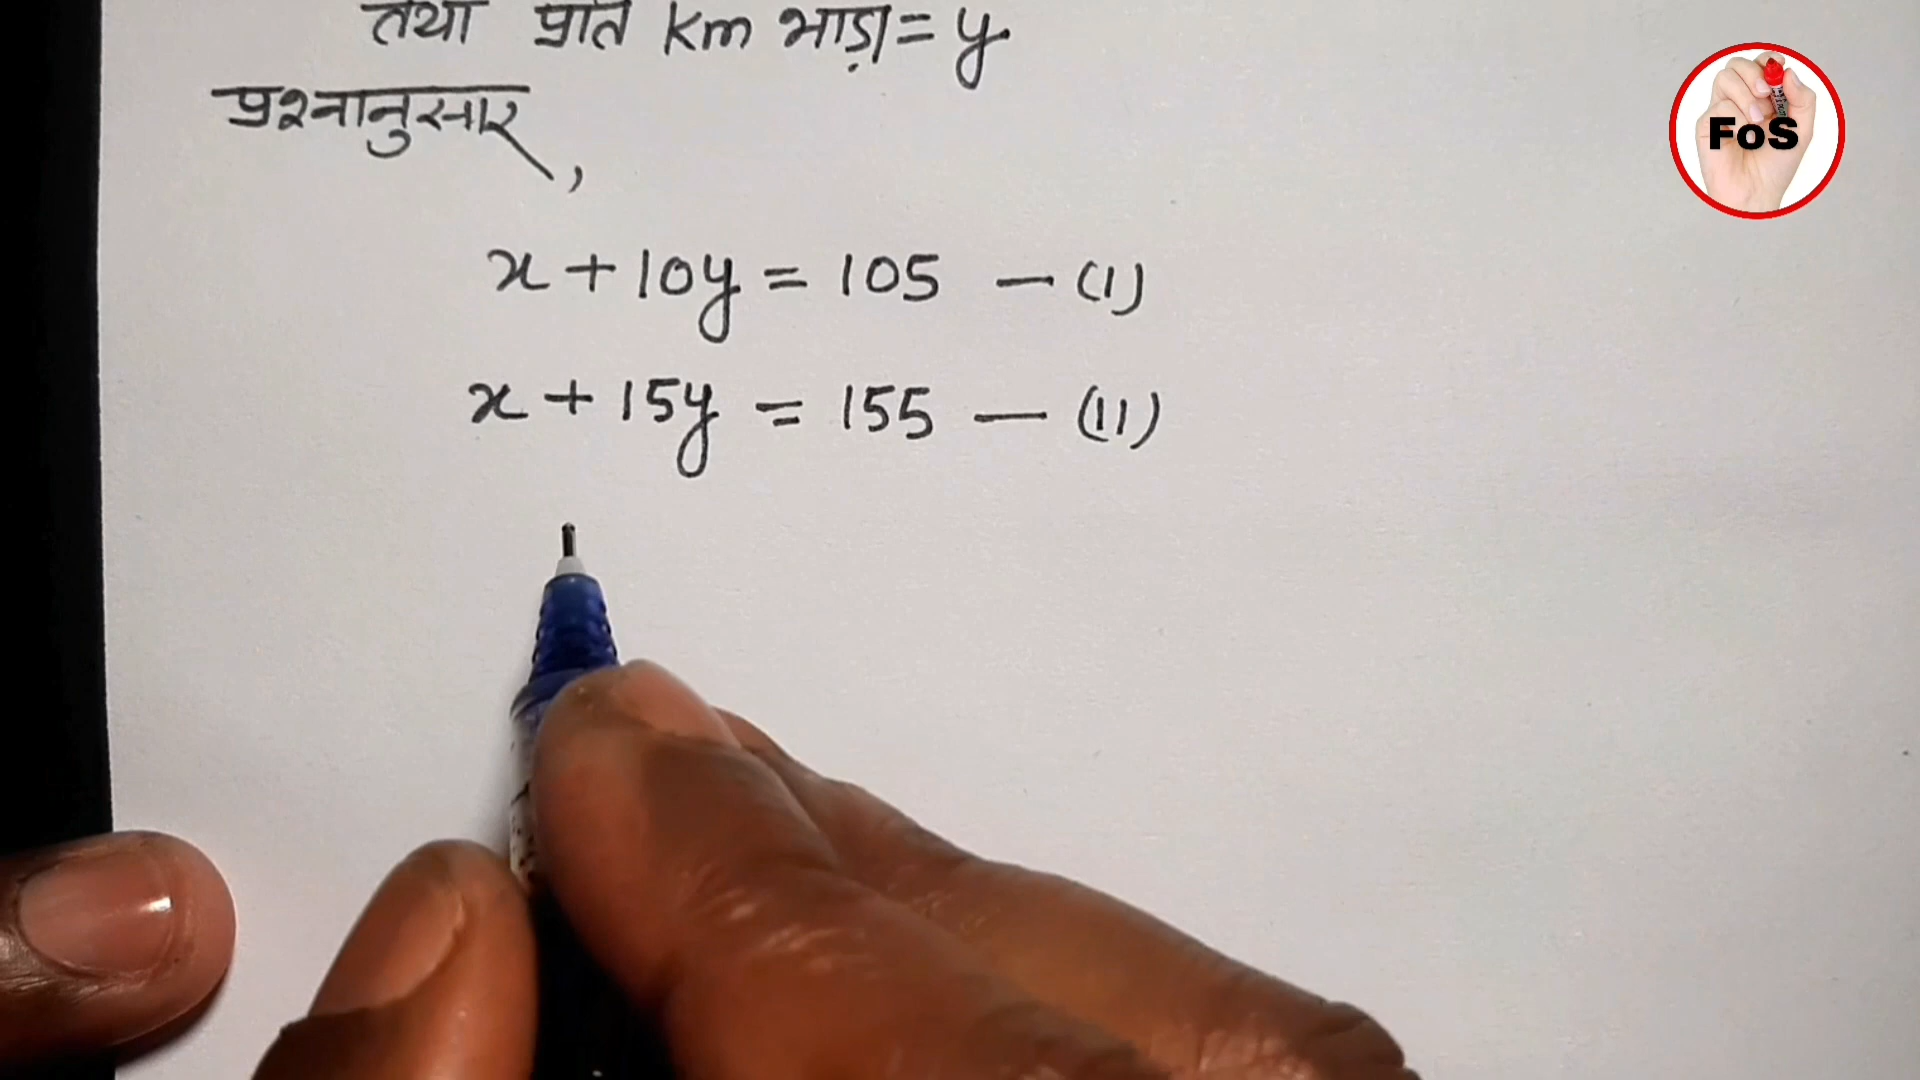 तथा प्रति km भाड़ा = y
प्रश्नानुसार,
x + 10y = 105 — (I)
x + 15y = 155 — (II)
FoS